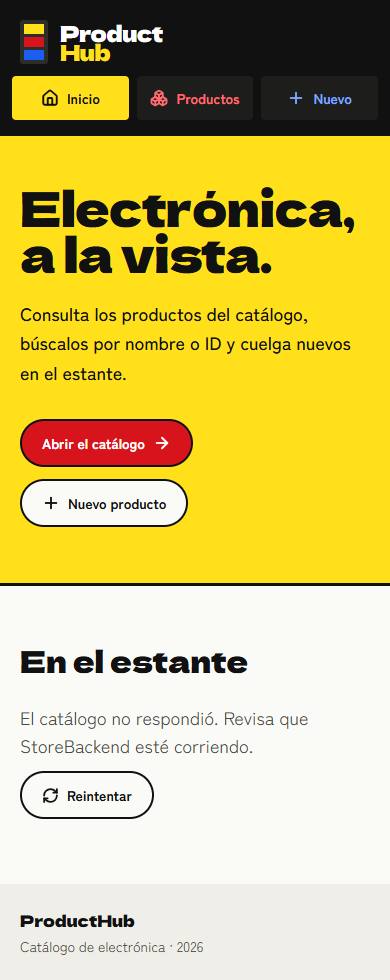 Product
Hub
Inicio
Productos
Nuevo
Electrónica,
a la vista.
Consulta los productos del catálogo,
búscalos por nombre o ID y cuelga nuevos
en el estante.
Abrir el catálogo
Nuevo producto
En el estante
El catálogo no respondió. Revisa que
StoreBackend esté corriendo.
Reintentar
ProductHub
Catálogo de electrónica · 2026